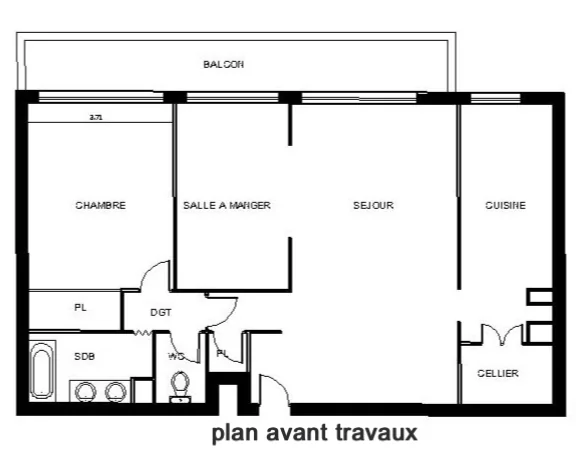 BALCON
3.71
CHAMBRE
SALLE A MANGER
SEJOUR
CUISINE
PL
DGT
SDB
WC
PL
CELLIER
plan avant travaux